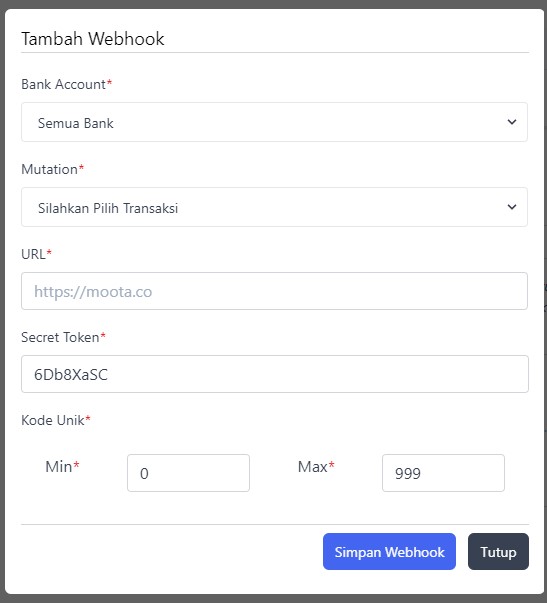 Tambah Webhook
Bank Account*
Semua Bank
Mutation*
Silahkan Pilih Transaksi
URL*
https://moota.co
Secret Token*
6Db8XaSC
Kode Unik*
Min* 0 Max* 999
Simpan Webhook Tutup